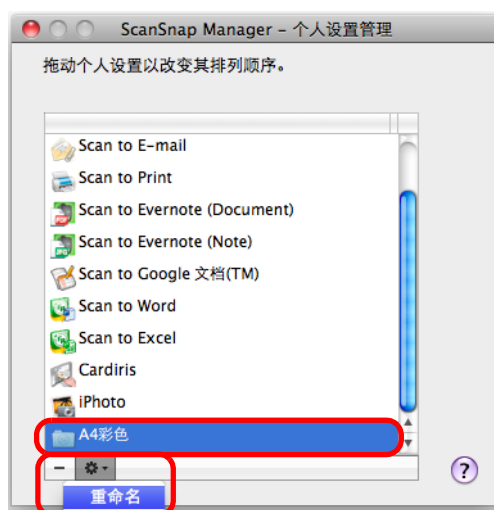 ScanSnap Manager – 个人设置管理
拖动个人设置以改变其排列顺序。
Scan to E-mail
Scan to Print
Scan to Evernote (Document)
Scan to Evernote (Note)
Scan to Google 文档(TM)
Scan to Word
Scan to Excel
Cardiris
iPhoto
A4彩色
?
重命名